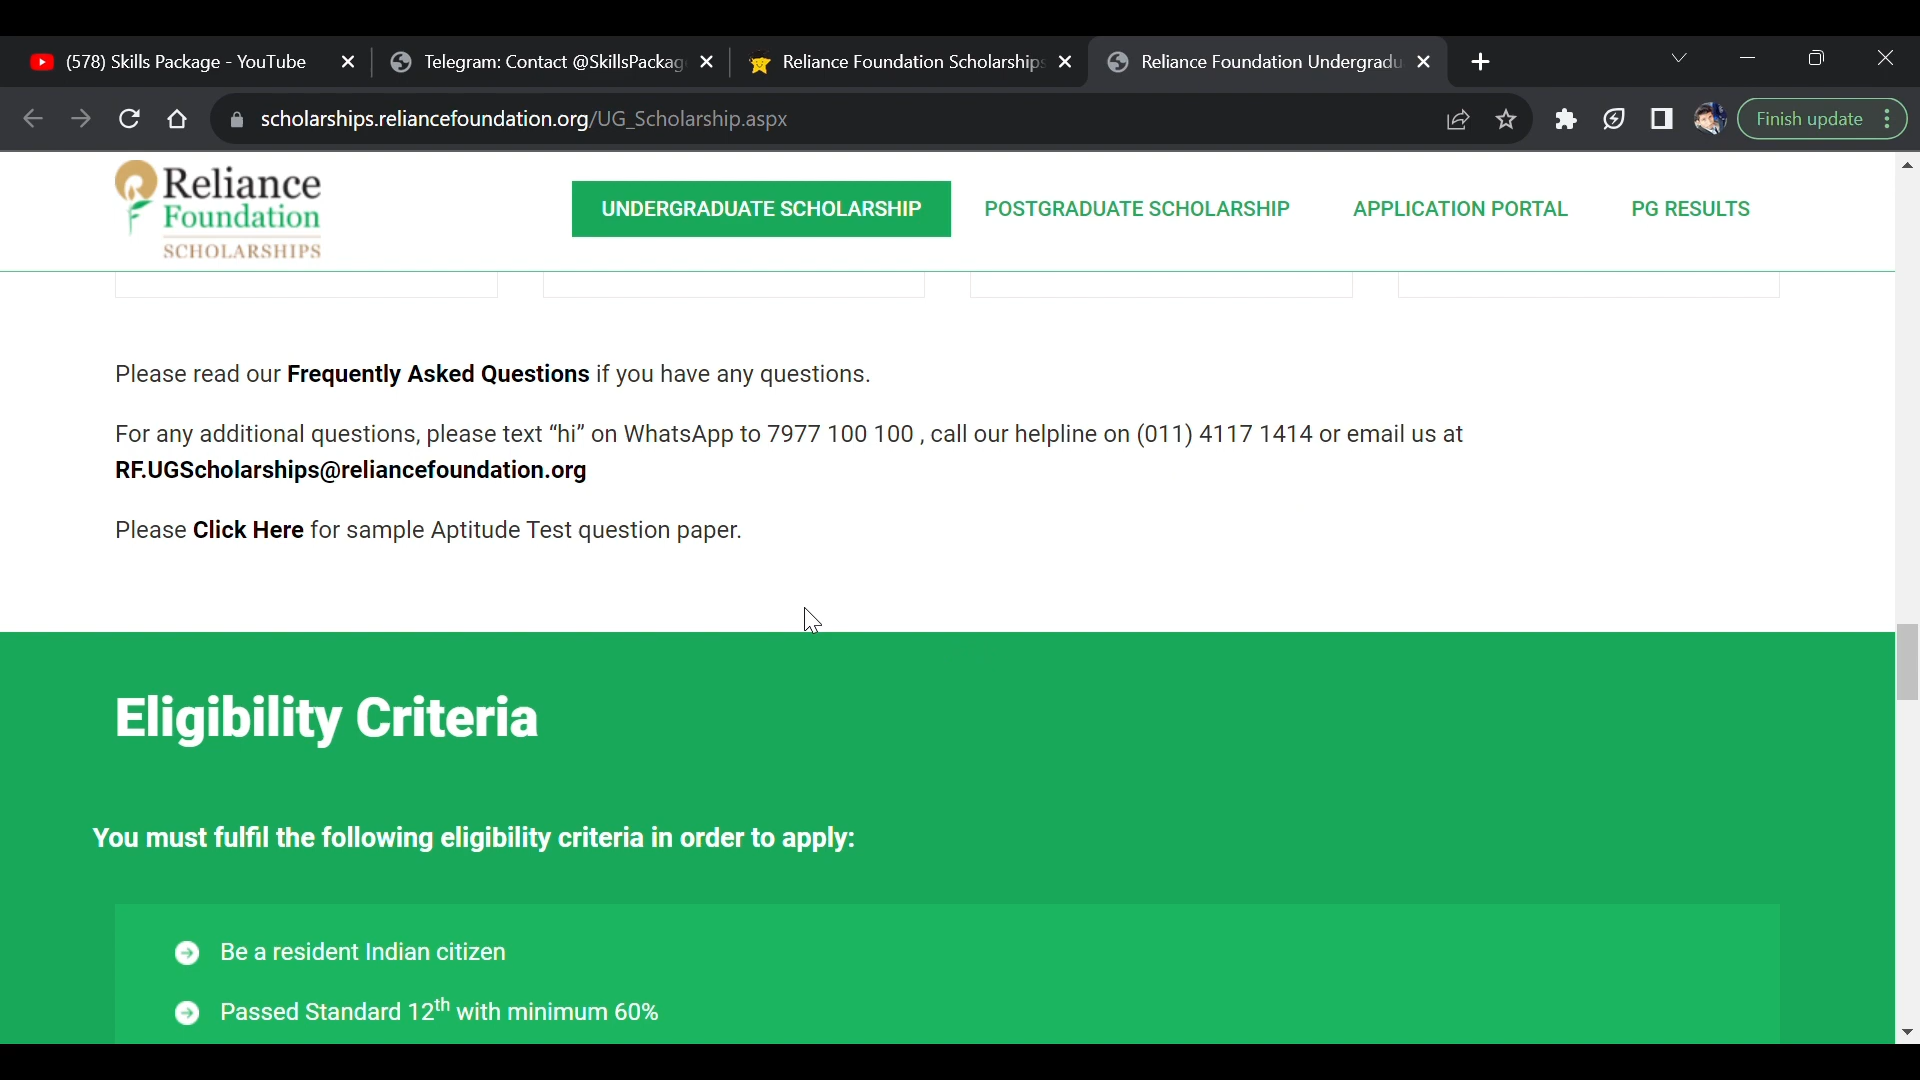 (578) Skills Package - YouTube
Telegram: Contact @SkillsPackag
Reliance Foundation Scholarships
Reliance Foundation Undergradu
scholarships.reliancefoundation.org/UG_Scholarship.aspx
Finish update
Reliance
Foundation
SCHOLARSHIPS
UNDERGRADUATE SCHOLARSHIP
POSTGRADUATE SCHOLARSHIP
APPLICATION PORTAL
PG RESULTS
Please read our Frequently Asked Questions if you have any questions.
For any additional questions, please text “hi” on WhatsApp to 7977 100 100 , call our helpline on (011) 4117 1414 or email us at
RF.UGScholarships@reliancefoundation.org
Please Click Here for sample Aptitude Test question paper.
Eligibility Criteria
You must fulfil the following eligibility criteria in order to apply:
Be a resident Indian citizen
Passed Standard 12th with minimum 60%